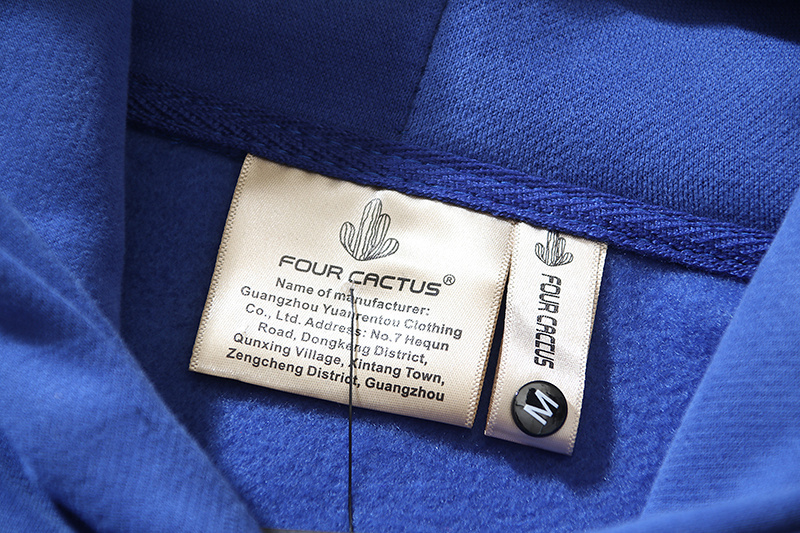 FOUR CACTUS®
Name of manufacturer:
Guangzhou Yuanrentou Clothing
Co., Ltd. Address: No.7 Hequn
Road, Dongkeng District,
Qunxing Village, Xintang Town,
Zengcheng District, Guangzhou
FOUR CACTUS
M